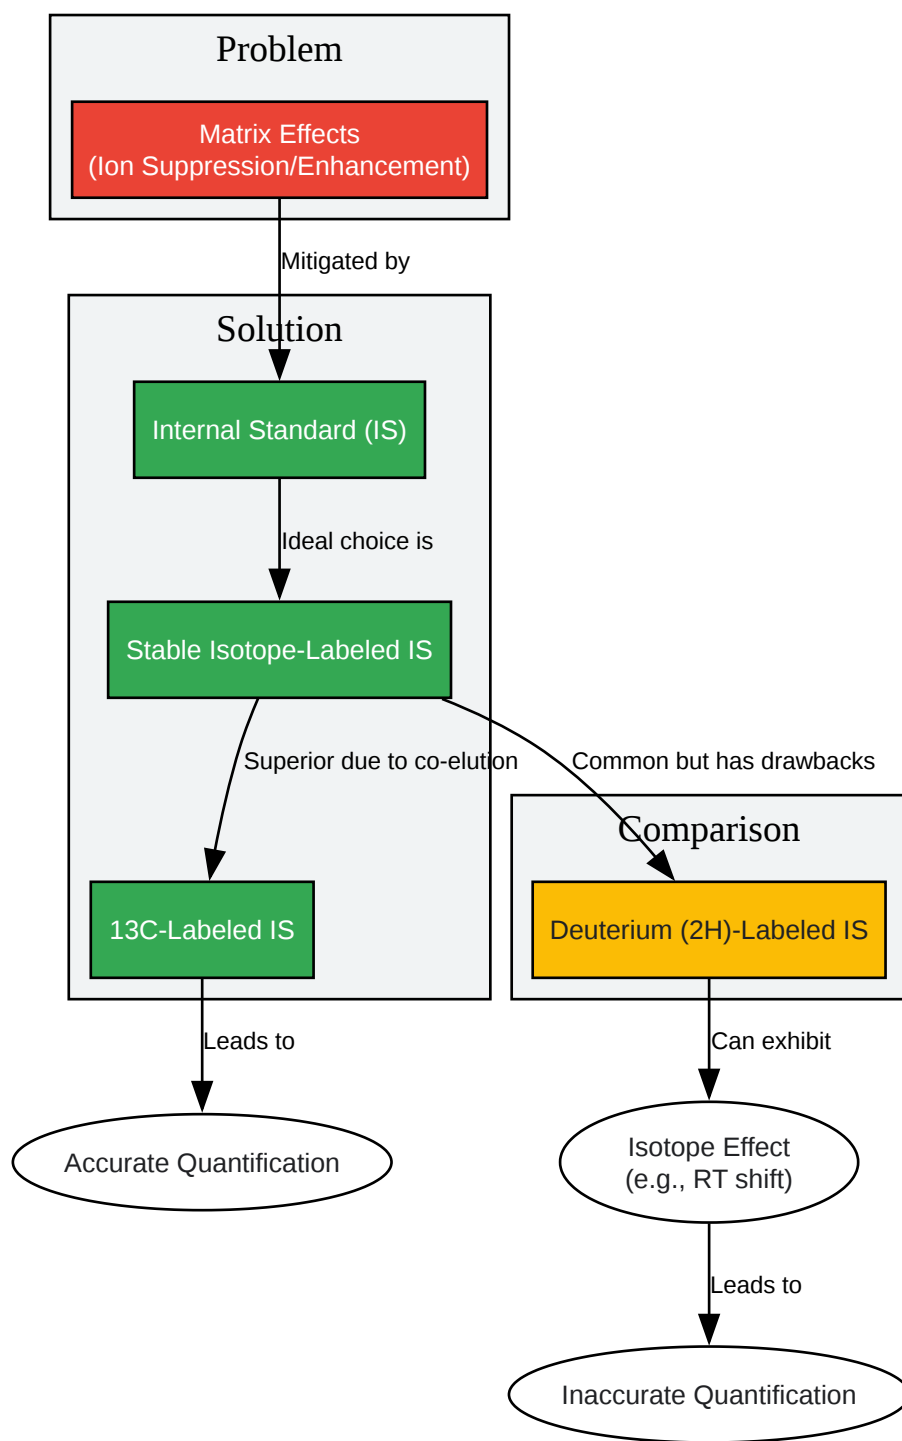 Problem
Matrix Effects
(Ion Suppression/Enhancement)
Mitigated by
Solution
Internal Standard (IS)
Ideal choice is
Stable Isotope-Labeled IS
Superior due to co-elution
Common but has drawbacks
Comparison
13C-Labeled IS
Deuterium (2H)-Labeled IS
Leads to
Can exhibit
Accurate Quantification
Isotope Effect
(e.g., RT shift)
Leads to
Inaccurate Quantification